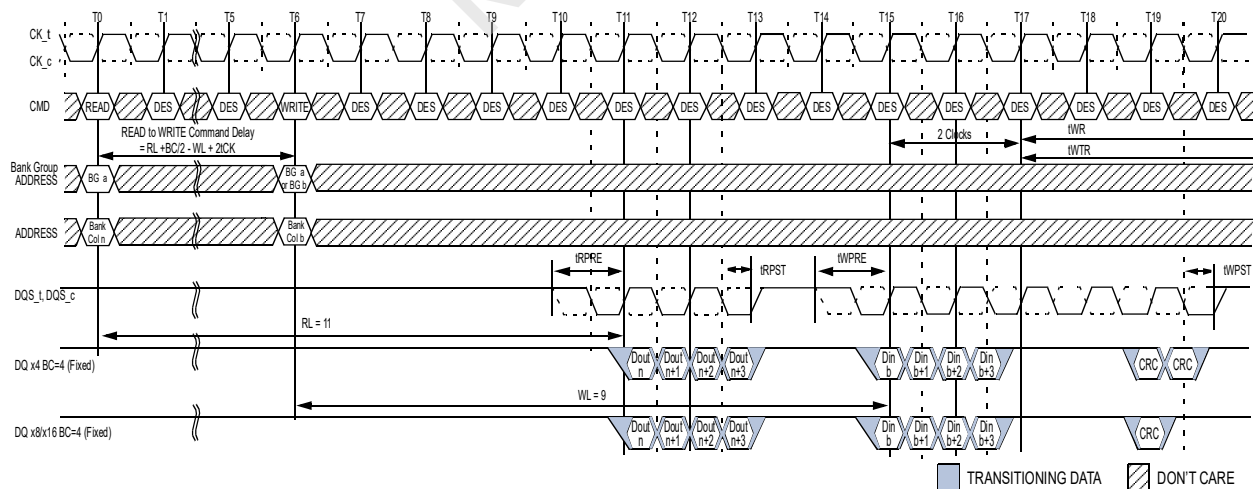 T0 T1 T5 T6 T7 T8 T9 T10 T11 T12 T13 T14 T15 T16 T17 T18 T19 T20
CK_t
CK_c
CMD READ DES DES WRITE DES DES DES DES DES DES DES DES DES DES DES DES DES DES
READ to WRITE Command Delay
= RL +BC/2 - WL + 2tCK
2 Clocks
tWR
tWTR
Bank Group
ADDRESS
BG a
BG a
or BG b
ADDRESS
Bank
Col n
Bank
Col b
tRPRE tRPST tWPRE tWPST
DQS_t, DQS_c
RL = 11
DQ x4 BC=4 (Fixed)
Dout Dout Dout Dout Din Din Din Din
n n+1 n+2 n+3 b b+1 b+2 b+3 CRC CRC
WL = 9
DQ x8/x16 BC=4 (Fixed)
Dout Dout Dout Dout Din Din Din Din
n n+1 n+2 n+3 b b+1 b+2 b+3 CRC
TRANSITIONING DATA DON'T CARE